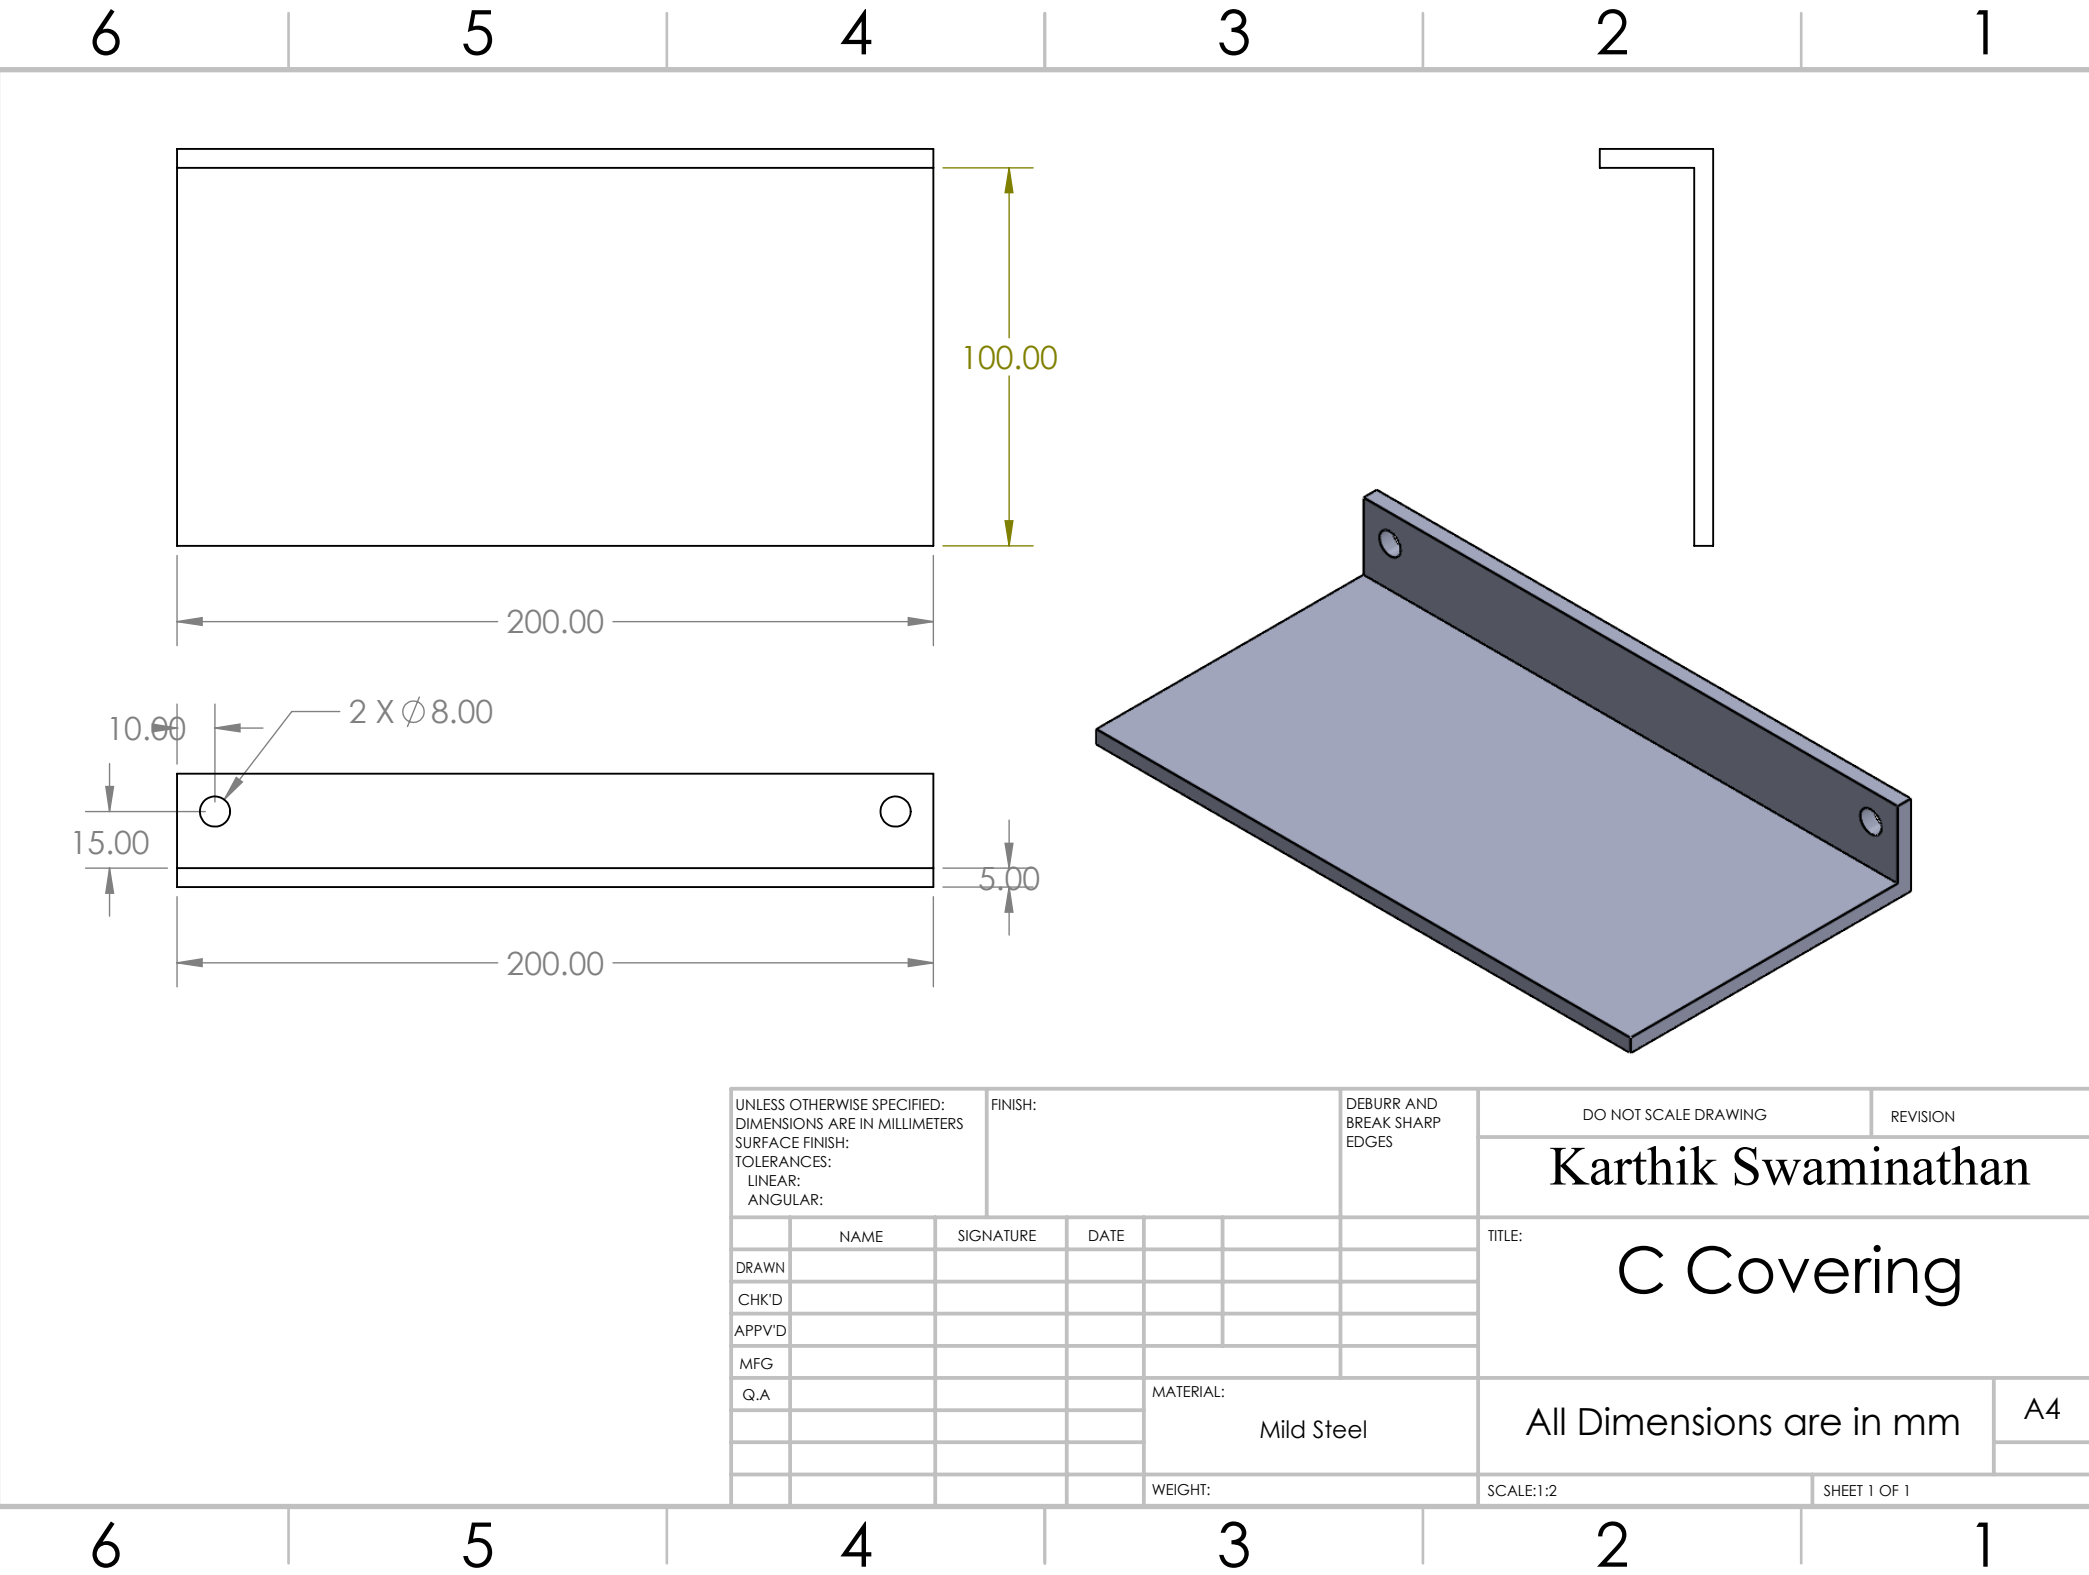 6 5 4 3 2 1
100.00
200.00
10.00
2 X ∅8.00
15.00
5.00
200.00
UNLESS OTHERWISE SPECIFIED:
DIMENSIONS ARE IN MILLIMETERS
SURFACE FINISH:
TOLERANCES:
LINEAR:
ANGULAR:
FINISH:
DEBURR AND
BREAK SHARP
EDGES
DO NOT SCALE DRAWING
REVISION
Karthik Swaminathan
NAME SIGNATURE DATE
DRAWN
CHK'D
APPV'D
MFG
Q.A
TITLE:
C Covering
MATERIAL:
Mild Steel
All Dimensions are in mm
A4
WEIGHT:
SCALE:1:2
SHEET 1 OF 1
6 5 4 3 2 1